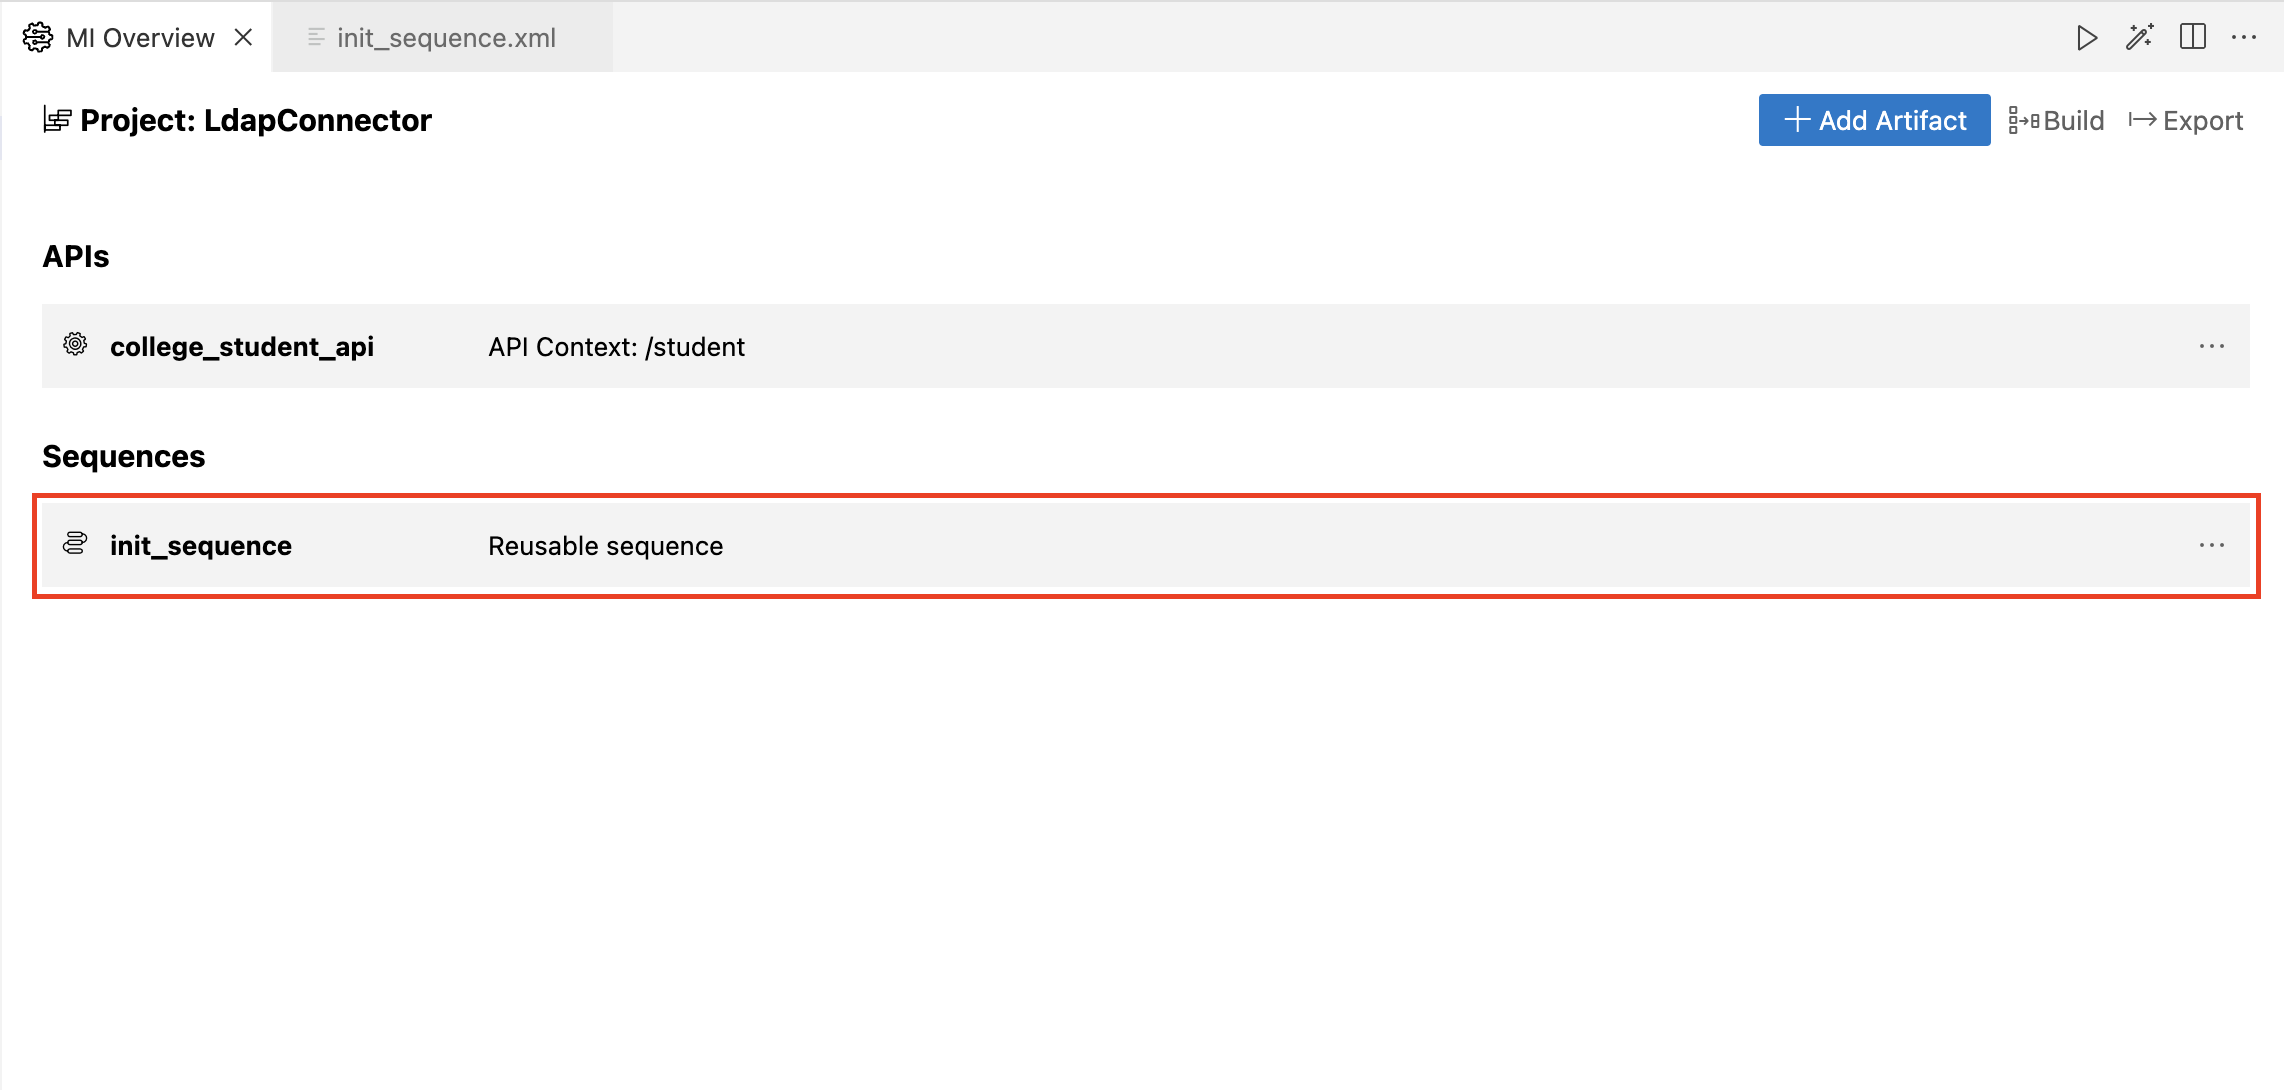 MI Overview
init_sequence.xml
Project: LdapConnector
Add Artifact
Build
Export
APIs
college_student_api API Context: /student
Sequences
init_sequence Reusable sequence